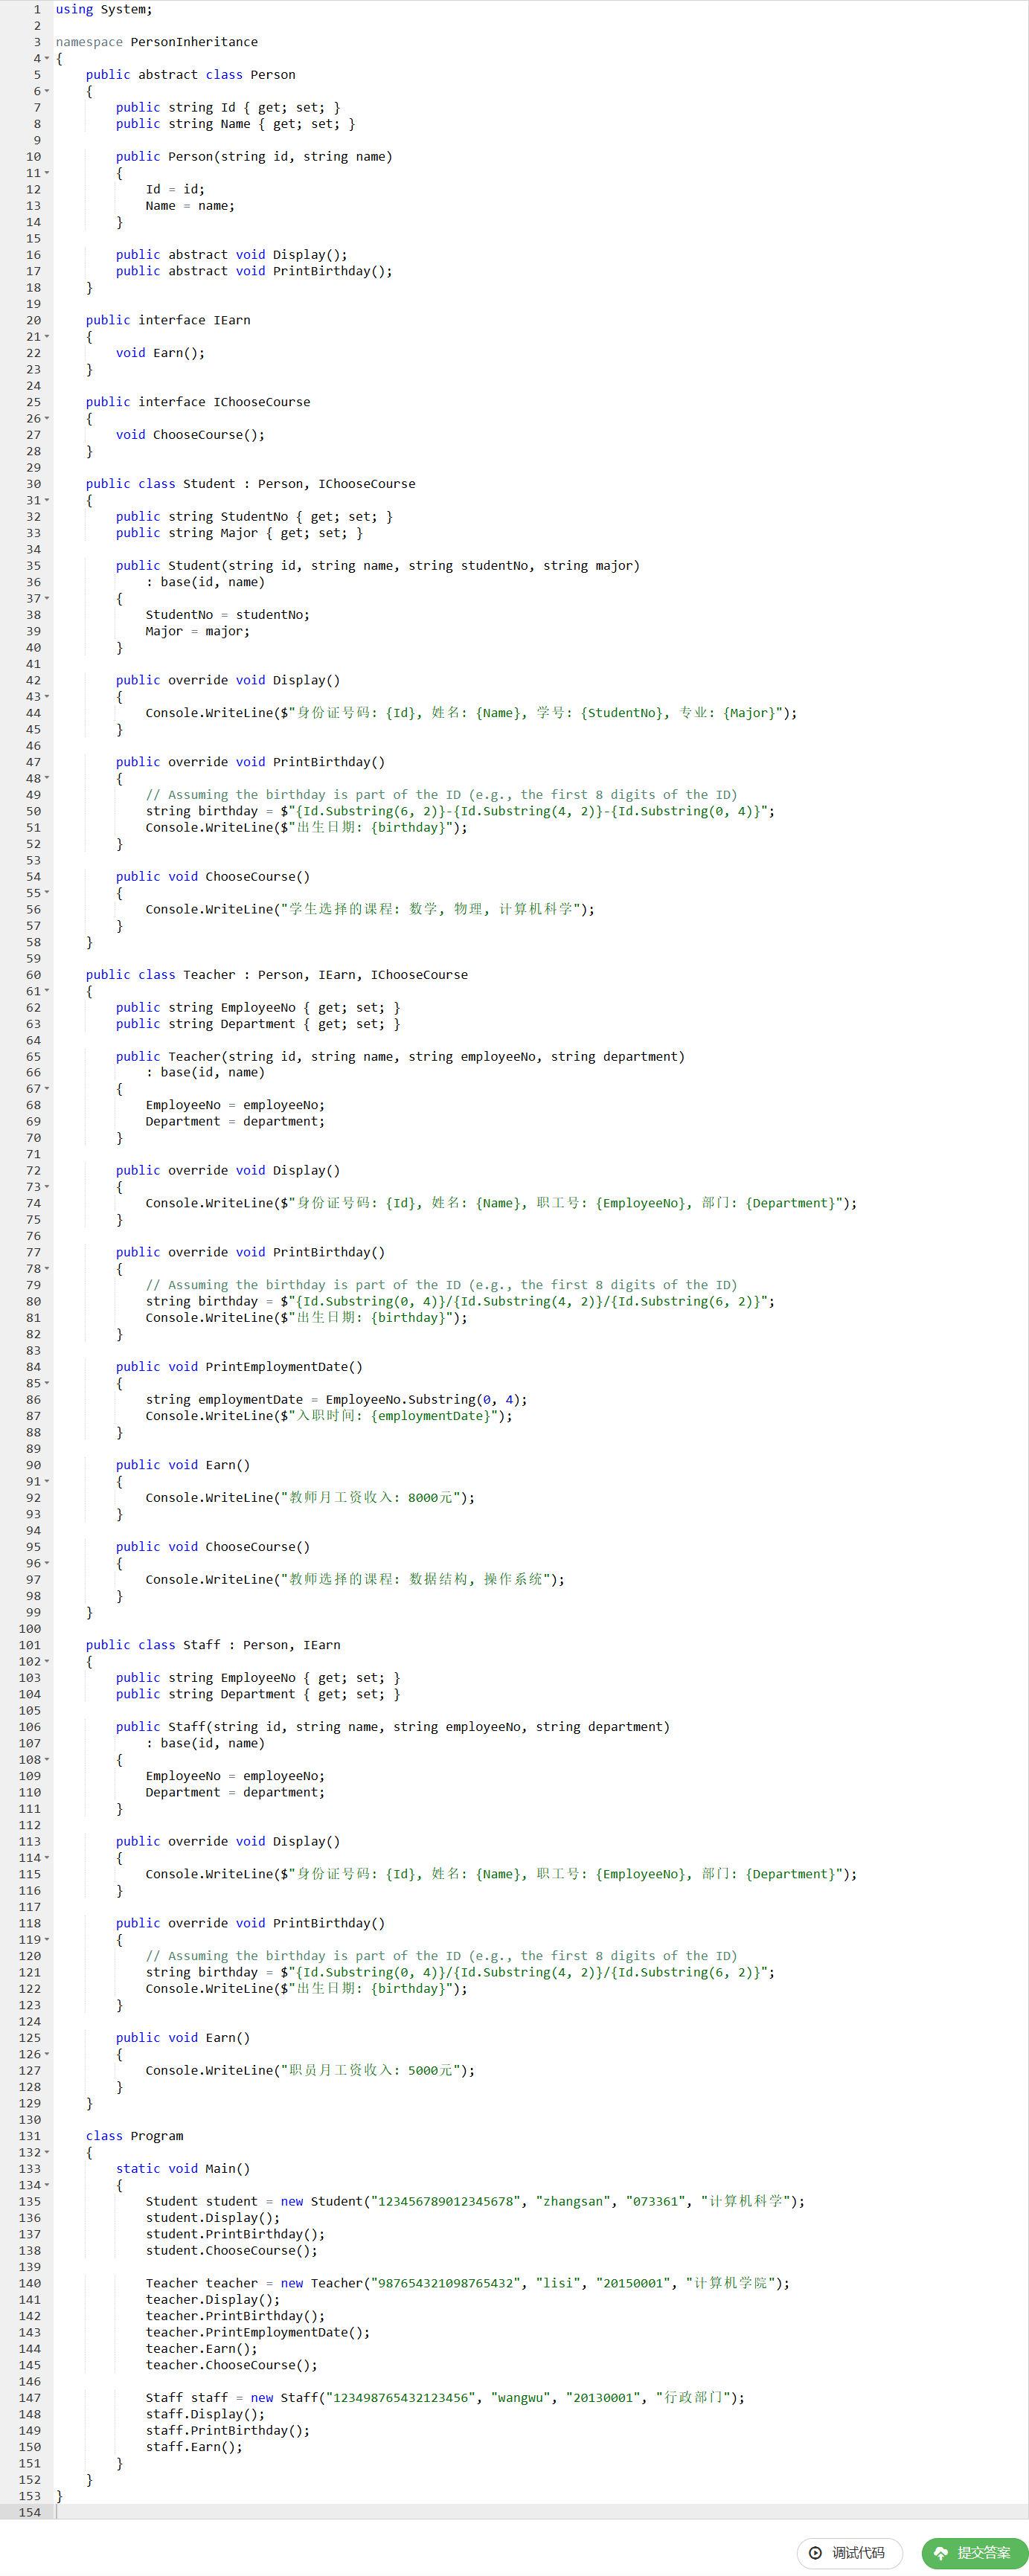 1 using System;
2
3 namespace PersonInheritance
4 {
5     public abstract class Person
6     {
7         public string Id { get; set; }
8         public string Name { get; set; }
9
10         public Person(string id, string name)
11         {
12             Id = id;
13             Name = name;
14         }
15
16         public abstract void Display();
17         public abstract void PrintBirthday();
18     }
19
20     public interface IEarn
21     {
22         void Earn();
23     }
24
25     public interface IChooseCourse
26     {
27         void ChooseCourse();
28     }
29
30     public class Student : Person, IChooseCourse
31     {
32         public string StudentNo { get; set; }
33         public string Major { get; set; }
34
35         public Student(string id, string name, string studentNo, string major)
36             : base(id, name)
37         {
38             StudentNo = studentNo;
39             Major = major;
40         }
41
42         public override void Display()
43         {
44             Console.WriteLine($"身份证号码: {Id}, 姓名: {Name}, 学号: {StudentNo}, 专业: {Major}");
45         }
46
47         public override void PrintBirthday()
48         {
49             // Assuming the birthday is part of the ID (e.g., the first 8 digits of the ID)
50             string birthday = $"{Id.Substring(6, 2)}-{Id.Substring(4, 2)}-{Id.Substring(0, 4)}";
51             Console.WriteLine($"出生日期: {birthday}");
52         }
53
54         public void ChooseCourse()
55         {
56             Console.WriteLine("学生选择的课程: 数学, 物理, 计算机科学");
57         }
58     }
59
60     public class Teacher : Person, IEarn, IChooseCourse
61     {
62         public string EmployeeNo { get; set; }
63         public string Department { get; set; }
64
65         public Teacher(string id, string name, string employeeNo, string department)
66             : base(id, name)
67         {
68             EmployeeNo = employeeNo;
69             Department = department;
70         }
71
72         public override void Display()
73         {
74             Console.WriteLine($"身份证号码: {Id}, 姓名: {Name}, 职工号: {EmployeeNo}, 部门: {Department}");
75         }
76
77         public override void PrintBirthday()
78         {
79             // Assuming the birthday is part of the ID (e.g., the first 8 digits of the ID)
80             string birthday = $"{Id.Substring(0, 4)}/{Id.Substring(4, 2)}/{Id.Substring(6, 2)}";
81             Console.WriteLine($"出生日期: {birthday}");
82         }
83
84         public void PrintEmploymentDate()
85         {
86             string employmentDate = EmployeeNo.Substring(0, 4);
87             Console.WriteLine($"入职时间: {employmentDate}");
88         }
89
90         public void Earn()
91         {
92             Console.WriteLine("教师月工资收入: 8000元");
93         }
94
95         public void ChooseCourse()
96         {
97             Console.WriteLine("教师选择的课程: 数据结构, 操作系统");
98         }
99     }
100
101     public class Staff : Person, IEarn
102     {
103         public string EmployeeNo { get; set; }
104         public string Department { get; set; }
105
106         public Staff(string id, string name, string employeeNo, string department)
107             : base(id, name)
108         {
109             EmployeeNo = employeeNo;
110             Department = department;
111         }
112
113         public override void Display()
114         {
115             Console.WriteLine($"身份证号码: {Id}, 姓名: {Name}, 职工号: {EmployeeNo}, 部门: {Department}");
116         }
117
118         public override void PrintBirthday()
119         {
120             // Assuming the birthday is part of the ID (e.g., the first 8 digits of the ID)
121             string birthday = $"{Id.Substring(0, 4)}/{Id.Substring(4, 2)}/{Id.Substring(6, 2)}";
122             Console.WriteLine($"出生日期: {birthday}");
123         }
124
125         public void Earn()
126         {
127             Console.WriteLine("职员月工资收入: 5000元");
128         }
129     }
130
131     class Program
132     {
133         static void Main()
134         {
135             Student student = new Student("123456789012345678", "zhangsan", "073361", "计算机科学");
136             student.Display();
137             student.PrintBirthday();
138             student.ChooseCourse();
139
140             Teacher teacher = new Teacher("987654321098765432", "lisi", "20150001", "计算机学院");
141             teacher.Display();
142             teacher.PrintBirthday();
143             teacher.PrintEmploymentDate();
144             teacher.Earn();
145             teacher.ChooseCourse();
146
147             Staff staff = new Staff("123498765432123456", "wangwu", "20130001", "行政部门");
148             staff.Display();
149             staff.PrintBirthday();
150             staff.Earn();
151         }
152     }
153 }
154
调试代码 提交答案